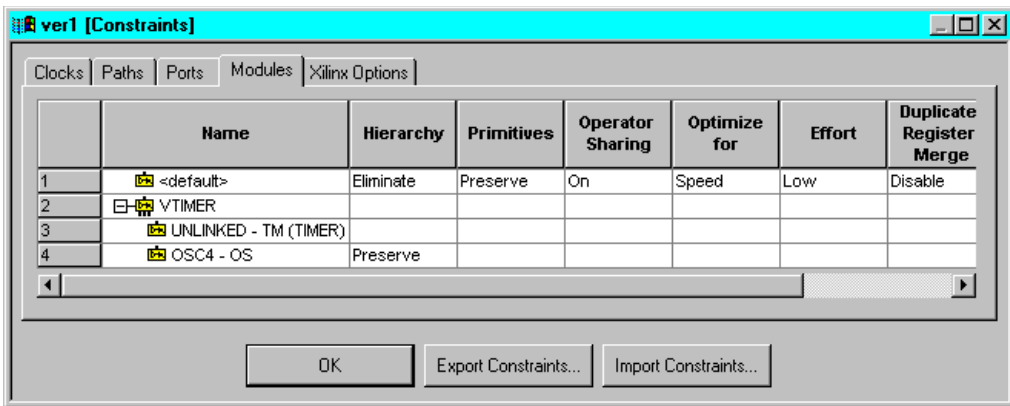 ver1 [Constraints]
Clocks Paths Ports Modules Xilinx Options
Name Hierarchy Primitives Operator Sharing Optimize for Effort Duplicate Register Merge
1 <default> Eliminate Preserve On Speed Low Disable
2 VTIMER
3 UNLINKED - TM (TIMER)
4 OSC4 - OS Preserve
OK Export Constraints... Import Constraints...